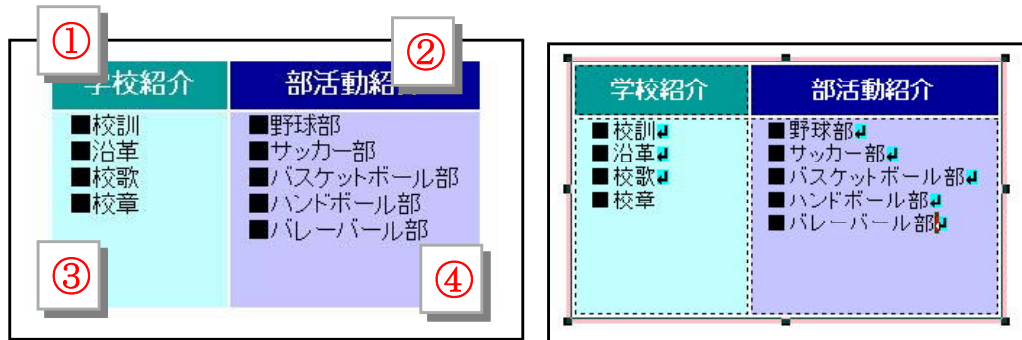 ①
②
学校紹介
部活動紹介
■校訓
■沿革
■校歌
■校章
■野球部
■サッカー部
■バスケットボール部
■ハンドボール部
■バレーバール部
③
④
学校紹介
部活動紹介
■校訓↲
■沿革↲
■校歌↲
■校章
■野球部↲
■サッカー部↲
■バスケットボール部↲
■ハンドボール部↲
■バレーバール部↲